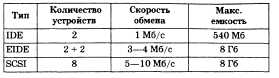 Тип Количество устройств Скорость обмена Макс. емкость
IDE 2 1 Мб/с 540 Мб
EIDE 2 + 2 3—4 Мб/с 8 Гб
SCSI 8 5—10 Мб/с 8 Гб